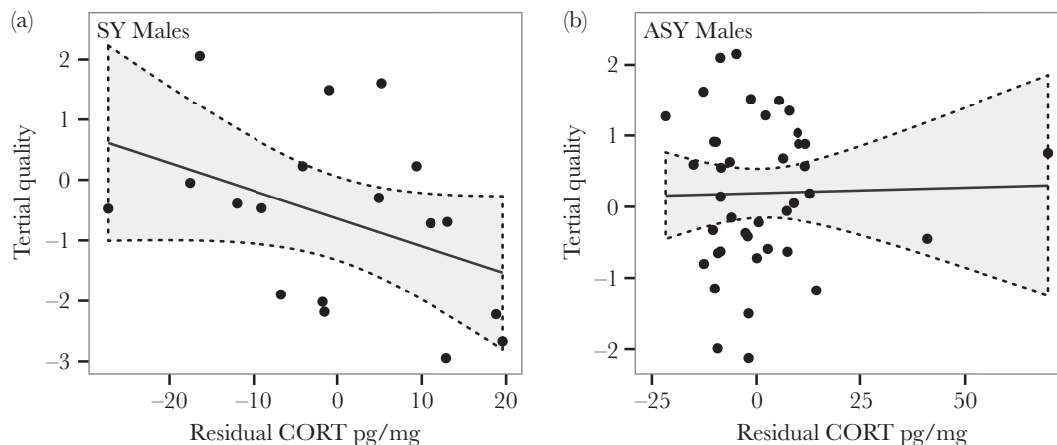 (a)
SY Males
2
1
0
−1
−2
−3
Tertial quality
−20
−10
0
10
20
Residual CORT pg/mg
(b)
ASY Males
2
1
0
−1
−2
Tertial quality
−25
0
25
50
Residual CORT pg/mg